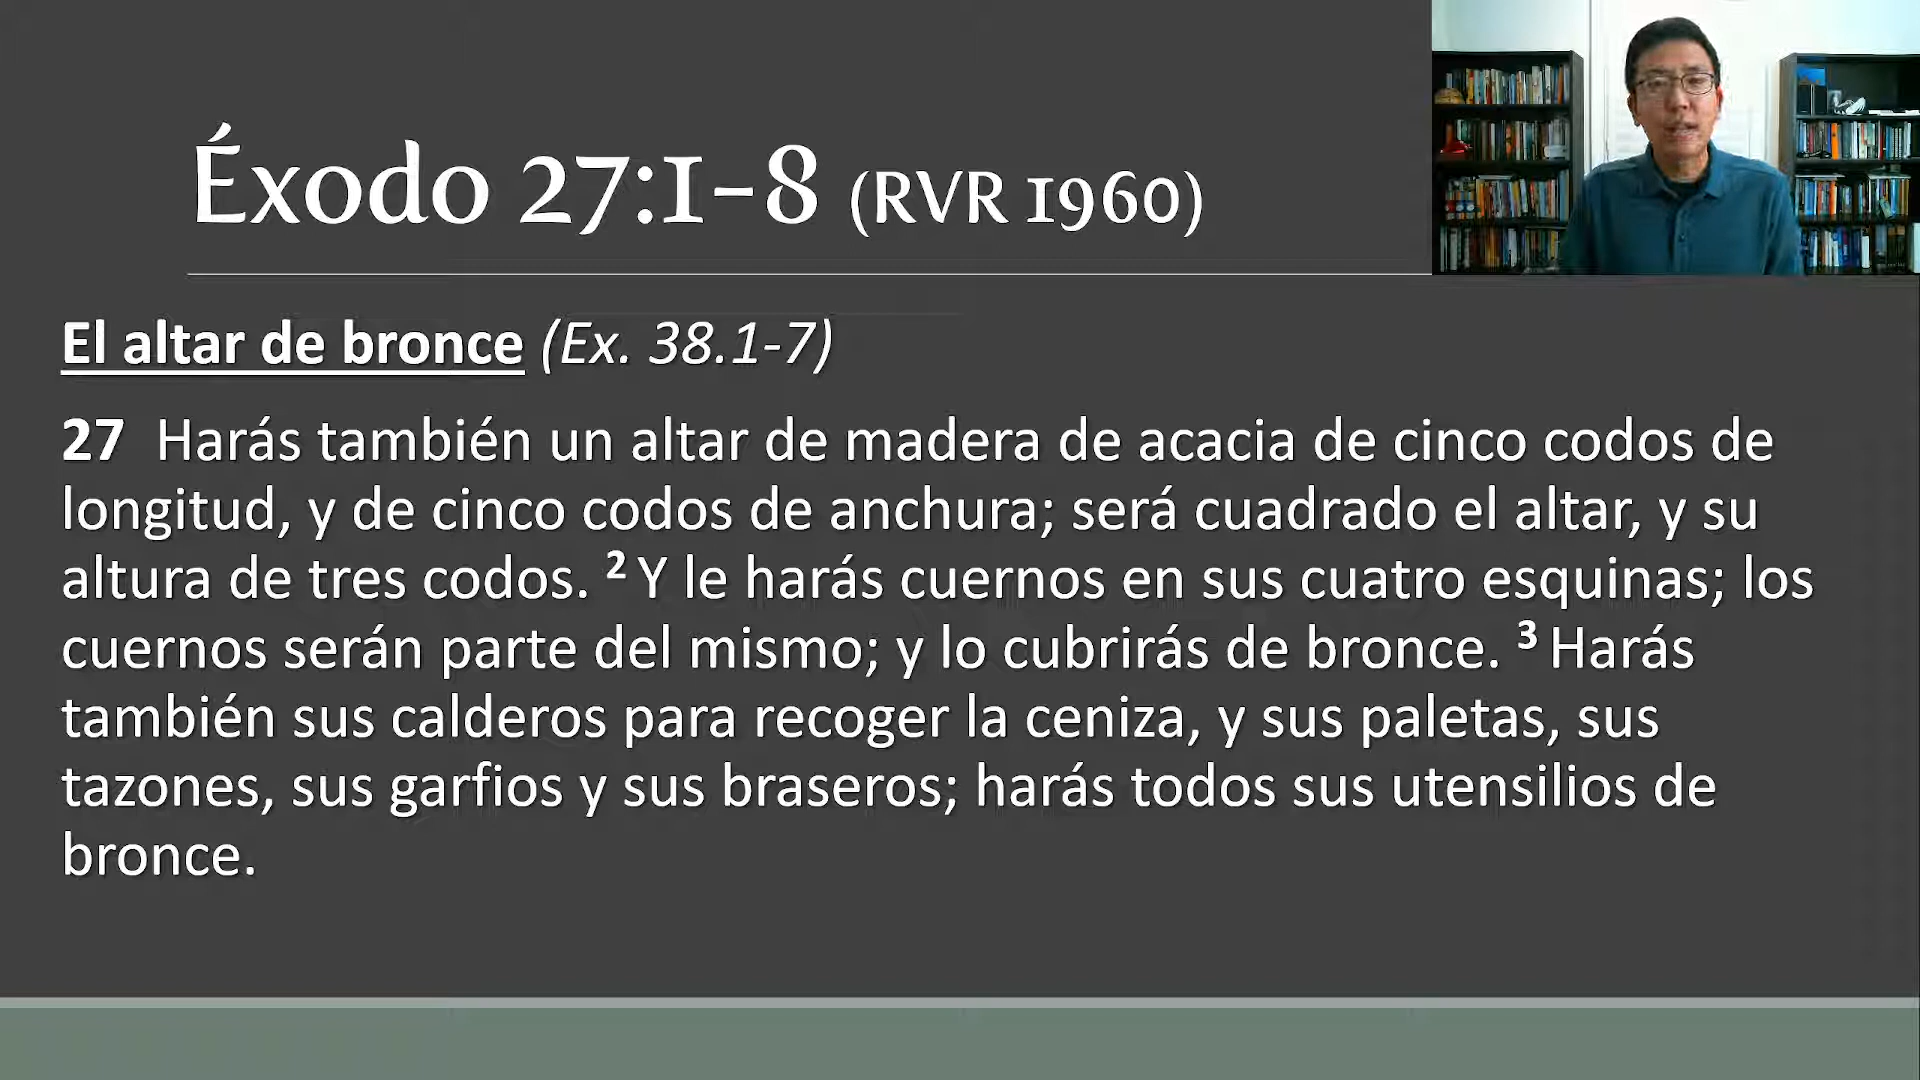 Éxodo 27:1-8 (RVR 1960)
El altar de bronce (Ex. 38.1-7)
27 Harás también un altar de madera de acacia de cinco codos de
longitud, y de cinco codos de anchura; será cuadrado el altar, y su
altura de tres codos. 2 Y le harás cuernos en sus cuatro esquinas; los
cuernos serán parte del mismo; y lo cubrirás de bronce. 3 Harás
también sus calderos para recoger la ceniza, y sus paletas, sus
tazones, sus garfios y sus braseros; harás todos sus utensilios de
bronce.